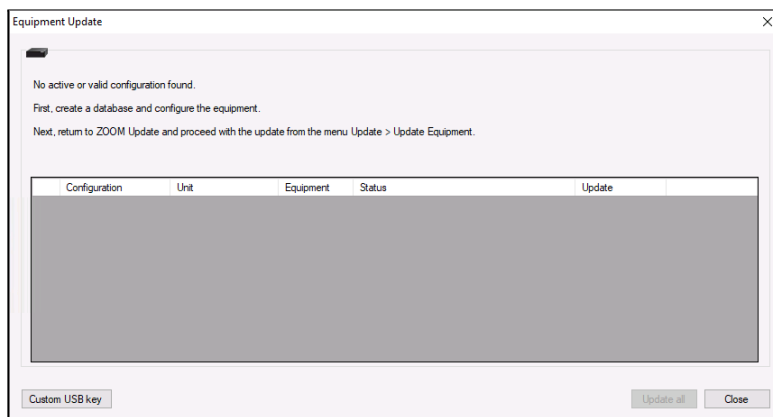 Equipment Update
No active or valid configuration found.
First, create a database and configure the equipment.
Next, return to ZOOM Update and proceed with the update from the menu Update > Update Equipment.
Configuration Unit Equipment Status Update
Custom USB key Update all Close